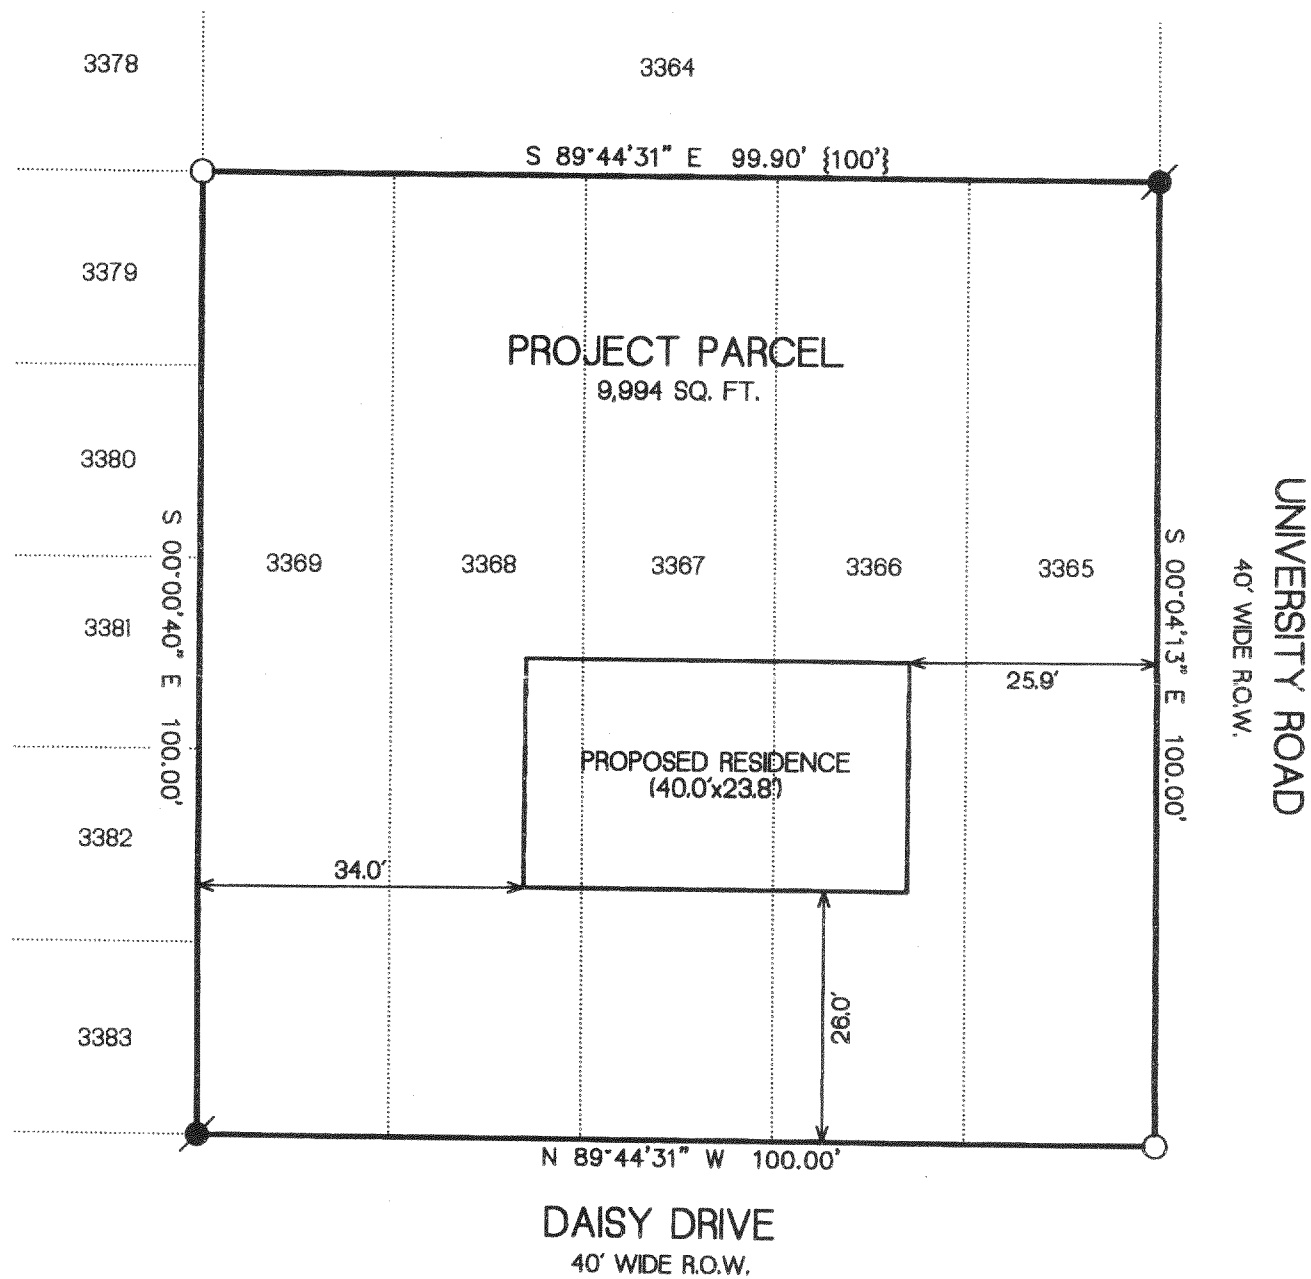 3378
3364
S 89°44'31" E 99.90' {100'}
3379
PROJECT PARCEL
9,994 SQ. FT.
3380
S 00°00'40" E 100.00'
3369
3368
3367
3366
3365
S 00°04'13" E 100.00'
UNIVERSITY ROAD
40' WIDE R.O.W.
3381
25.9'
PROPOSED RESIDENCE
(40.0'x23.8')
3382
34.0'
26.0'
3383
N 89°44'31" W 100.00'
DAISY DRIVE
40' WIDE R.O.W.